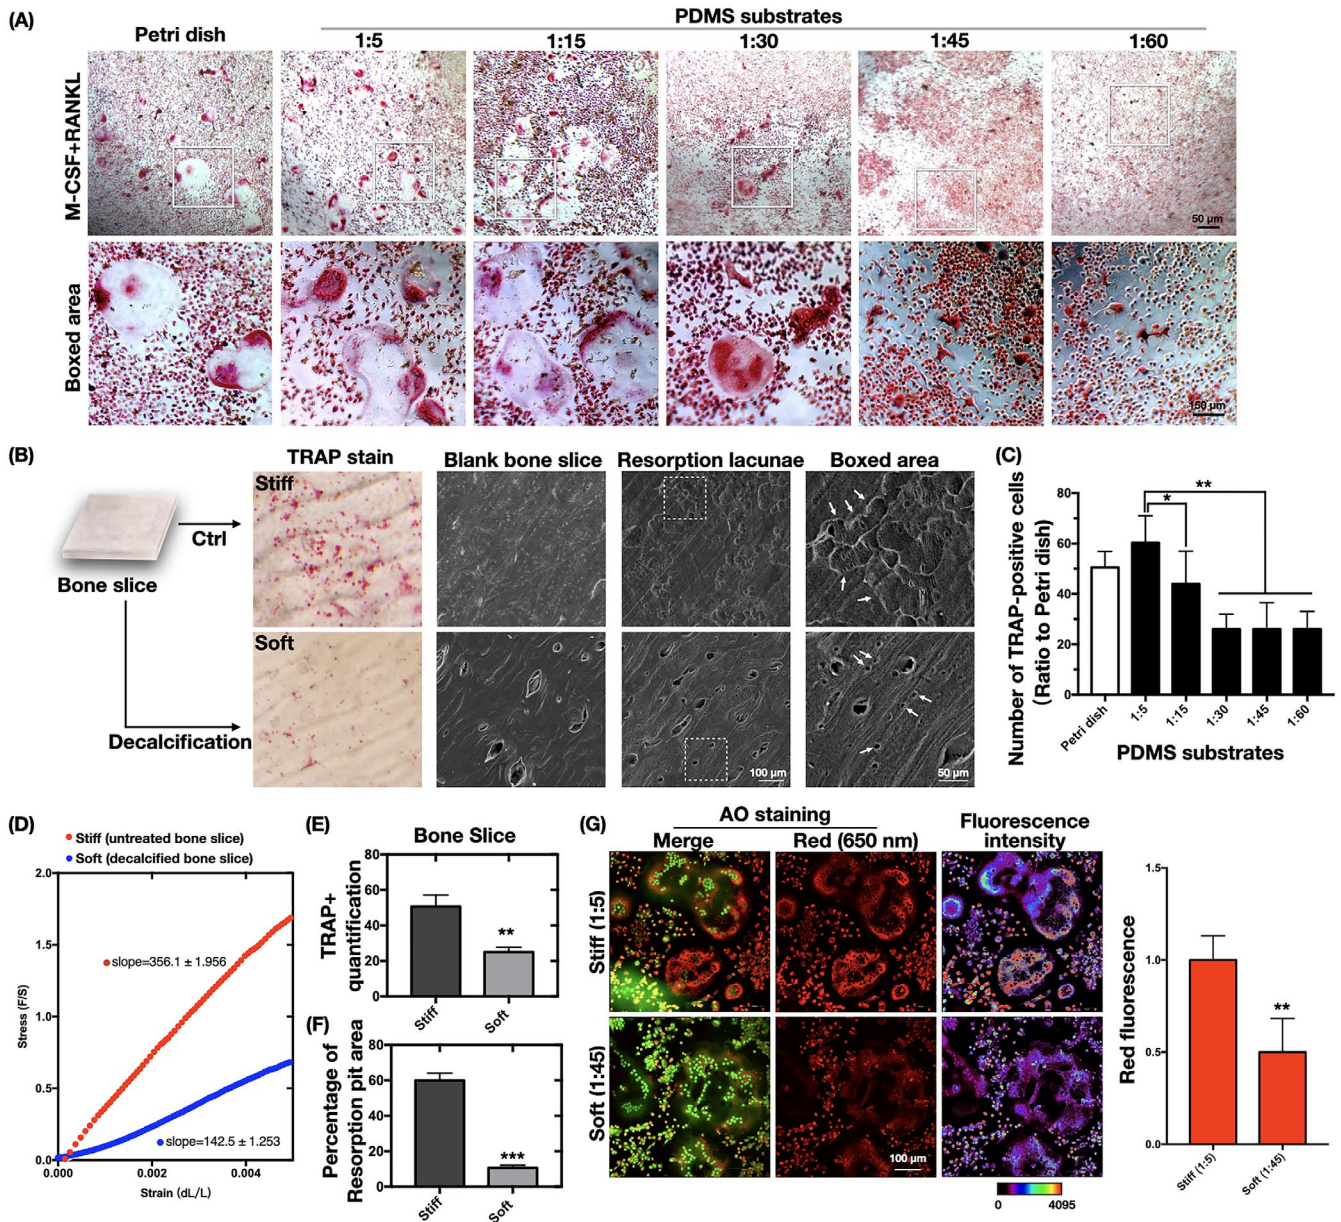 (A)
PDMS substrates
Petri dish
1:5
1:15
1:30
1:45
1:60
M-CSF+RANKL
50 µm
Boxed area
150 µm
(B)
TRAP stain
Blank bone slice
Resorption lacunae
Boxed area
Stiff
Ctrl
Bone slice
Soft
Decalcification
100 µm
50 µm
(C)
Number of TRAP-positive cells
(Ratio to Petri dish)
80
60
40
20
0
*
**
Petri dish
1:5
1:15
1:30
1:45
1:60
PDMS substrates
(D)
Stiff (untreated bone slice)
Soft (decalcified bone slice)
Stress (F/S)
2.0
1.5
1.0
0.5
0.0
slope=356.1 ± 1.956
slope=142.5 ± 1.253
0.000
0.002
0.004
Strain (dL/L)
(E)
Bone Slice
TRAP+
quantification
80
60
40
20
0
**
Stiff
Soft
(F)
Percentage of
Resorption pit area
80
60
40
20
0
***
Stiff
Soft
(G)
AO staining
Merge
Red (650 nm)
Fluorescence
intensity
Stiff (1:5)
Soft (1:45)
100 µm
0
4095
Red fluorescence
1.5
1.0
0.5
0.0
**
Stiff (1:5)
Soft (1:45)